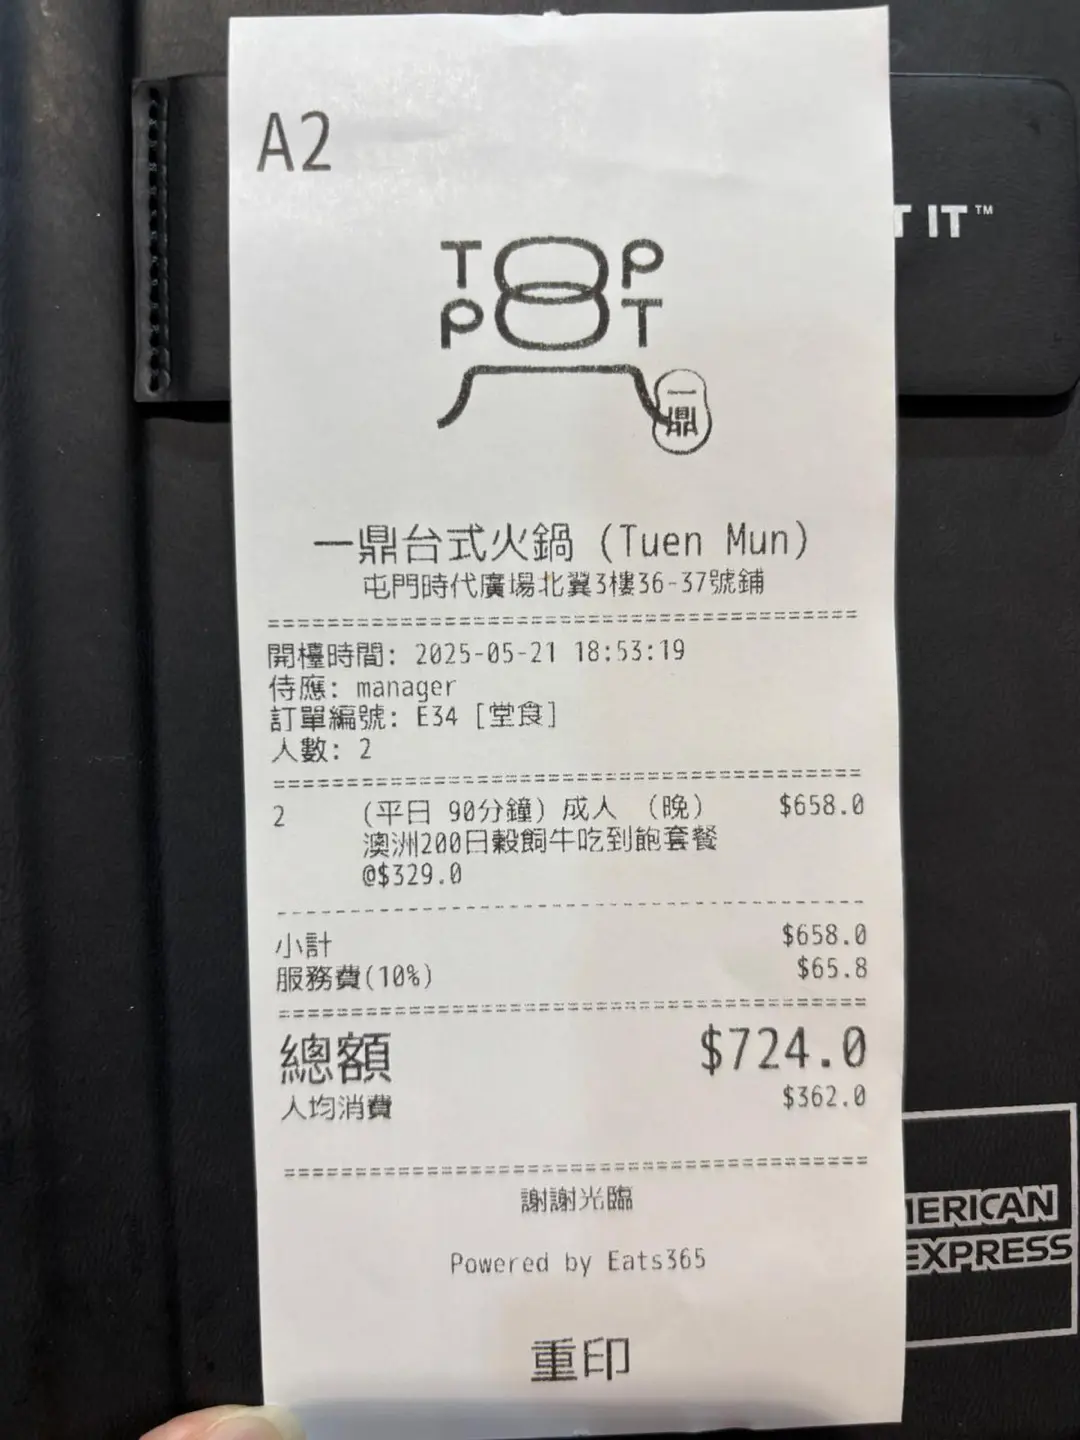 A2
TOP
POT
一鼎
一鼎台式火鍋 (Tuen Mun)
屯門時代廣場北翼3樓36-37號鋪
開檯時間: 2025-05-21 18:53:19
侍應: manager
訂單編號: E34 [堂食]
人數: 2
2 (平日 90分鐘) 成人 (晚) $658.0
澳洲200日穀飼牛吃到飽套餐
@$329.0
小計 $658.0
服務費(10%) $65.8
總額 $724.0
人均消費 $362.0
謝謝光臨
Powered by Eats365
重印
T IT™
MERICAN
EXPRESS